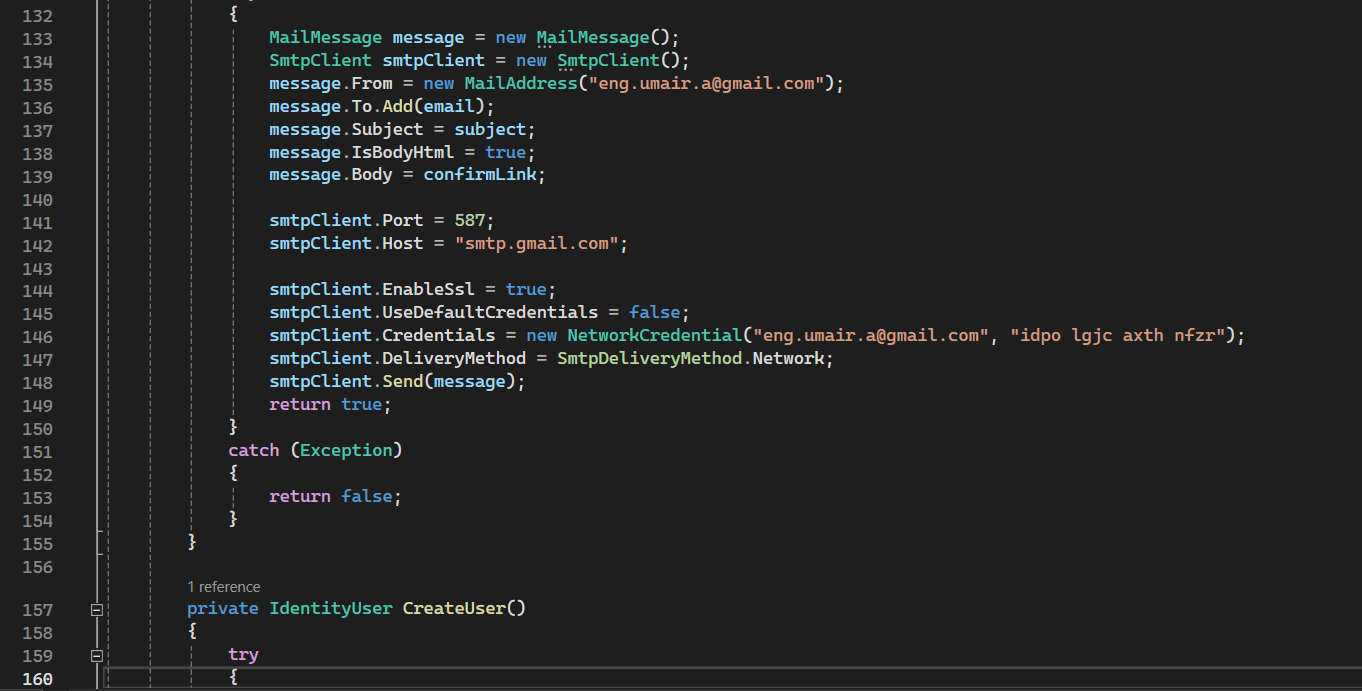 132 {
133 MailMessage message = new MailMessage();
134 SmtpClient smtpClient = new SmtpClient();
135 message.From = new MailAddress("eng.umair.a@gmail.com");
136 message.To.Add(email);
137 message.Subject = subject;
138 message.IsBodyHtml = true;
139 message.Body = confirmLink;
140
141 smtpClient.Port = 587;
142 smtpClient.Host = "smtp.gmail.com";
143
144 smtpClient.EnableSsl = true;
145 smtpClient.UseDefaultCredentials = false;
146 smtpClient.Credentials = new NetworkCredential("eng.umair.a@gmail.com", "idpo lgjc axth nfzr");
147 smtpClient.DeliveryMethod = SmtpDeliveryMethod.Network;
148 smtpClient.Send(message);
149 return true;
150 }
151 catch (Exception)
152 {
153 return false;
154 }
155 }
156
1 reference
157 private IdentityUser CreateUser()
158 {
159 try
160 {